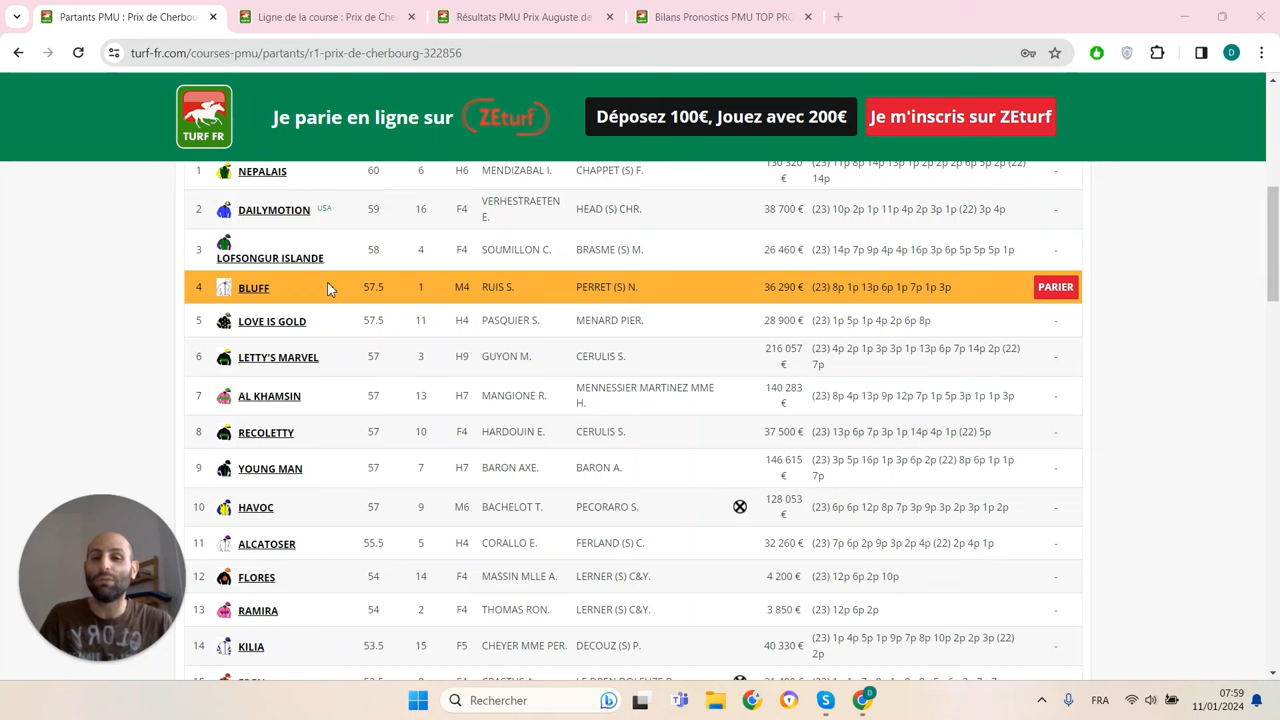 Partants PMU : Prix de Cherbou
Ligne de la course : Prix de Che
Résultats PMU Prix Auguste de
Bilans Pronostics PMU TOP PRO
turf-fr.com/courses-pmu/partants/r1-prix-de-cherbourg-322856
D
TURF FR
Je parie en ligne sur ZEturf
Déposez 100€, Jouez avec 200€
Je m'inscris sur ZEturf
1 NEPALAIS 60 6 H6 MENDIZABAL I. CHAPPET (S) F. 130 320 € (23) 11p 8p 14p 13p 1p 2p 2p 6p 5p 2p (22) 14p -
2 DAILYMOTION USA 59 16 F4 VERHESTRAETEN E. HEAD (S) CHR. 38 700 € (23) 10p 2p 1p 11p 4p 3p 3p 1p (22) 3p 4p -
3 LOFSONGUR ISLANDE 58 4 F4 SOUMILLON C. BRASME (S) M. 26 460 € (23) 14p 7p 9p 4p 4p 16p 3p 6p 5p 5p 5p 1p -
4 BLUFF 57.5 1 M4 RUIS S. PERRET (S) N. 36 290 € (23) 8p 1p 13p 6p 1p 7p 1p 3p PARIER
5 LOVE IS GOLD 57.5 11 H4 PASQUIER S. MENARD PIER. 28 900 € (23) 1p 5p 1p 4p 2p 6p 8p -
6 LETTY'S MARVEL 57 3 H9 GUYON M. CERULIS S. 216 057 € (23) 4p 2p 1p 3p 3p 1p 13p 6p 7p 14p 2p (22) 7p -
7 AL KHAMSIN 57 13 H7 MANGIONE R. MENNESSIER MARTINEZ MME H. 140 283 € (23) 8p 4p 13p 9p 12p 7p 1p 5p 3p 1p 1p 3p -
8 RECOLETTY 57 10 F4 HARDOUIN E. CERULIS S. 37 500 € (23) 13p 6p 7p 3p 1p 14p 4p 1p (22) 5p -
9 YOUNG MAN 57 7 H7 BARON AXE. BARON A. 146 615 € (23) 3p 5p 16p 1p 3p 6p 2p (22) 8p 6p 1p 1p 7p -
10 HAVOC 57 9 M6 BACHELOT T. PECORARO S. 128 053 € (23) 6p 6p 12p 8p 7p 3p 9p 3p 2p 3p 1p 2p -
11 ALCATOSER 55.5 5 H4 CORALLO E. FERLAND (S) C. 32 260 € (23) 7p 6p 2p 9p 3p 2p 4p (22) 2p 4p 1p -
12 FLORES 54 14 F4 MASSIN MLLE A. LERNER (S) C&Y. 4 200 € (23) 12p 6p 2p 10p -
13 RAMIRA 54 2 F4 THOMAS RON. LERNER (S) C&Y. 3 850 € (23) 12p 6p 2p -
14 KILIA 53.5 15 F5 CHEYER MME PER. DECOUZ (S) P. 40 330 € (23) 1p 4p 5p 1p 9p 7p 8p 10p 2p 2p 3p (22) 2p -
GLORY
Rechercher
FRA
07:59
11/01/2024